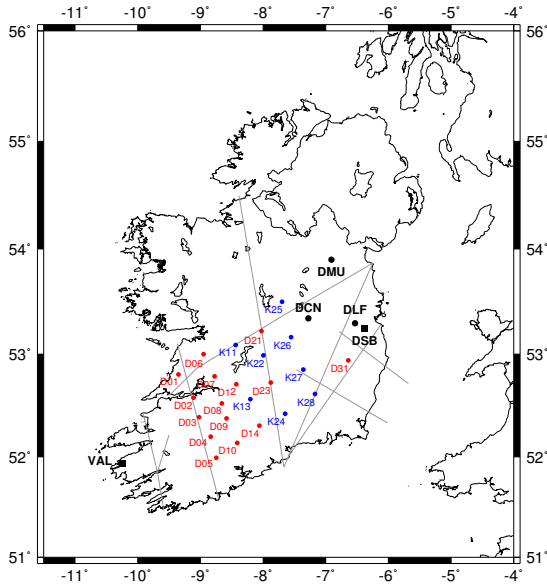 -11° -10° -9° -8° -7° -6° -5° -4°
56° 56°
55° 55°
54° 54°
DMU
K25 DCN DLF
D21 DSB
K11 K26
D06 K22 D31
D01 D07 K27
D12 D23
D02 D08 K13 K28
D03 D09 K24
D04 D14
D10
VAL D05
53° 53°
52° 52°
51° 51°
-11° -10° -9° -8° -7° -6° -5° -4°